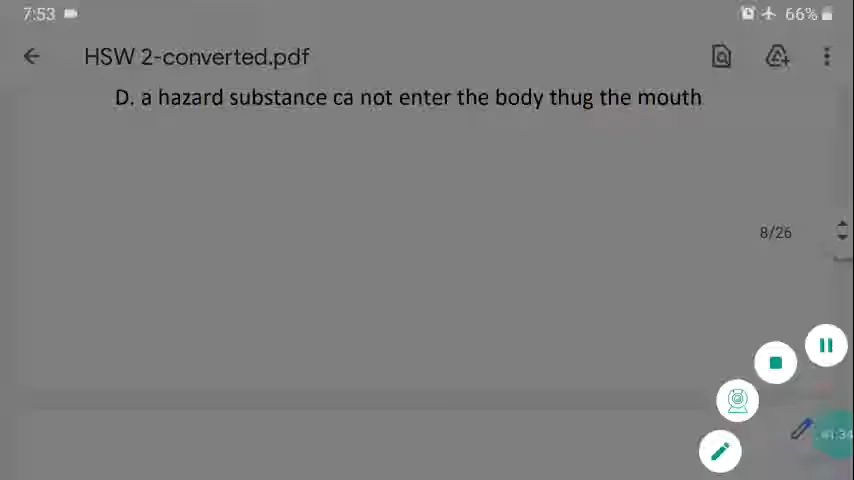 7:53
66%
HSW 2-converted.pdf
D. a hazard substance ca not enter the body thug the mouth
8/26